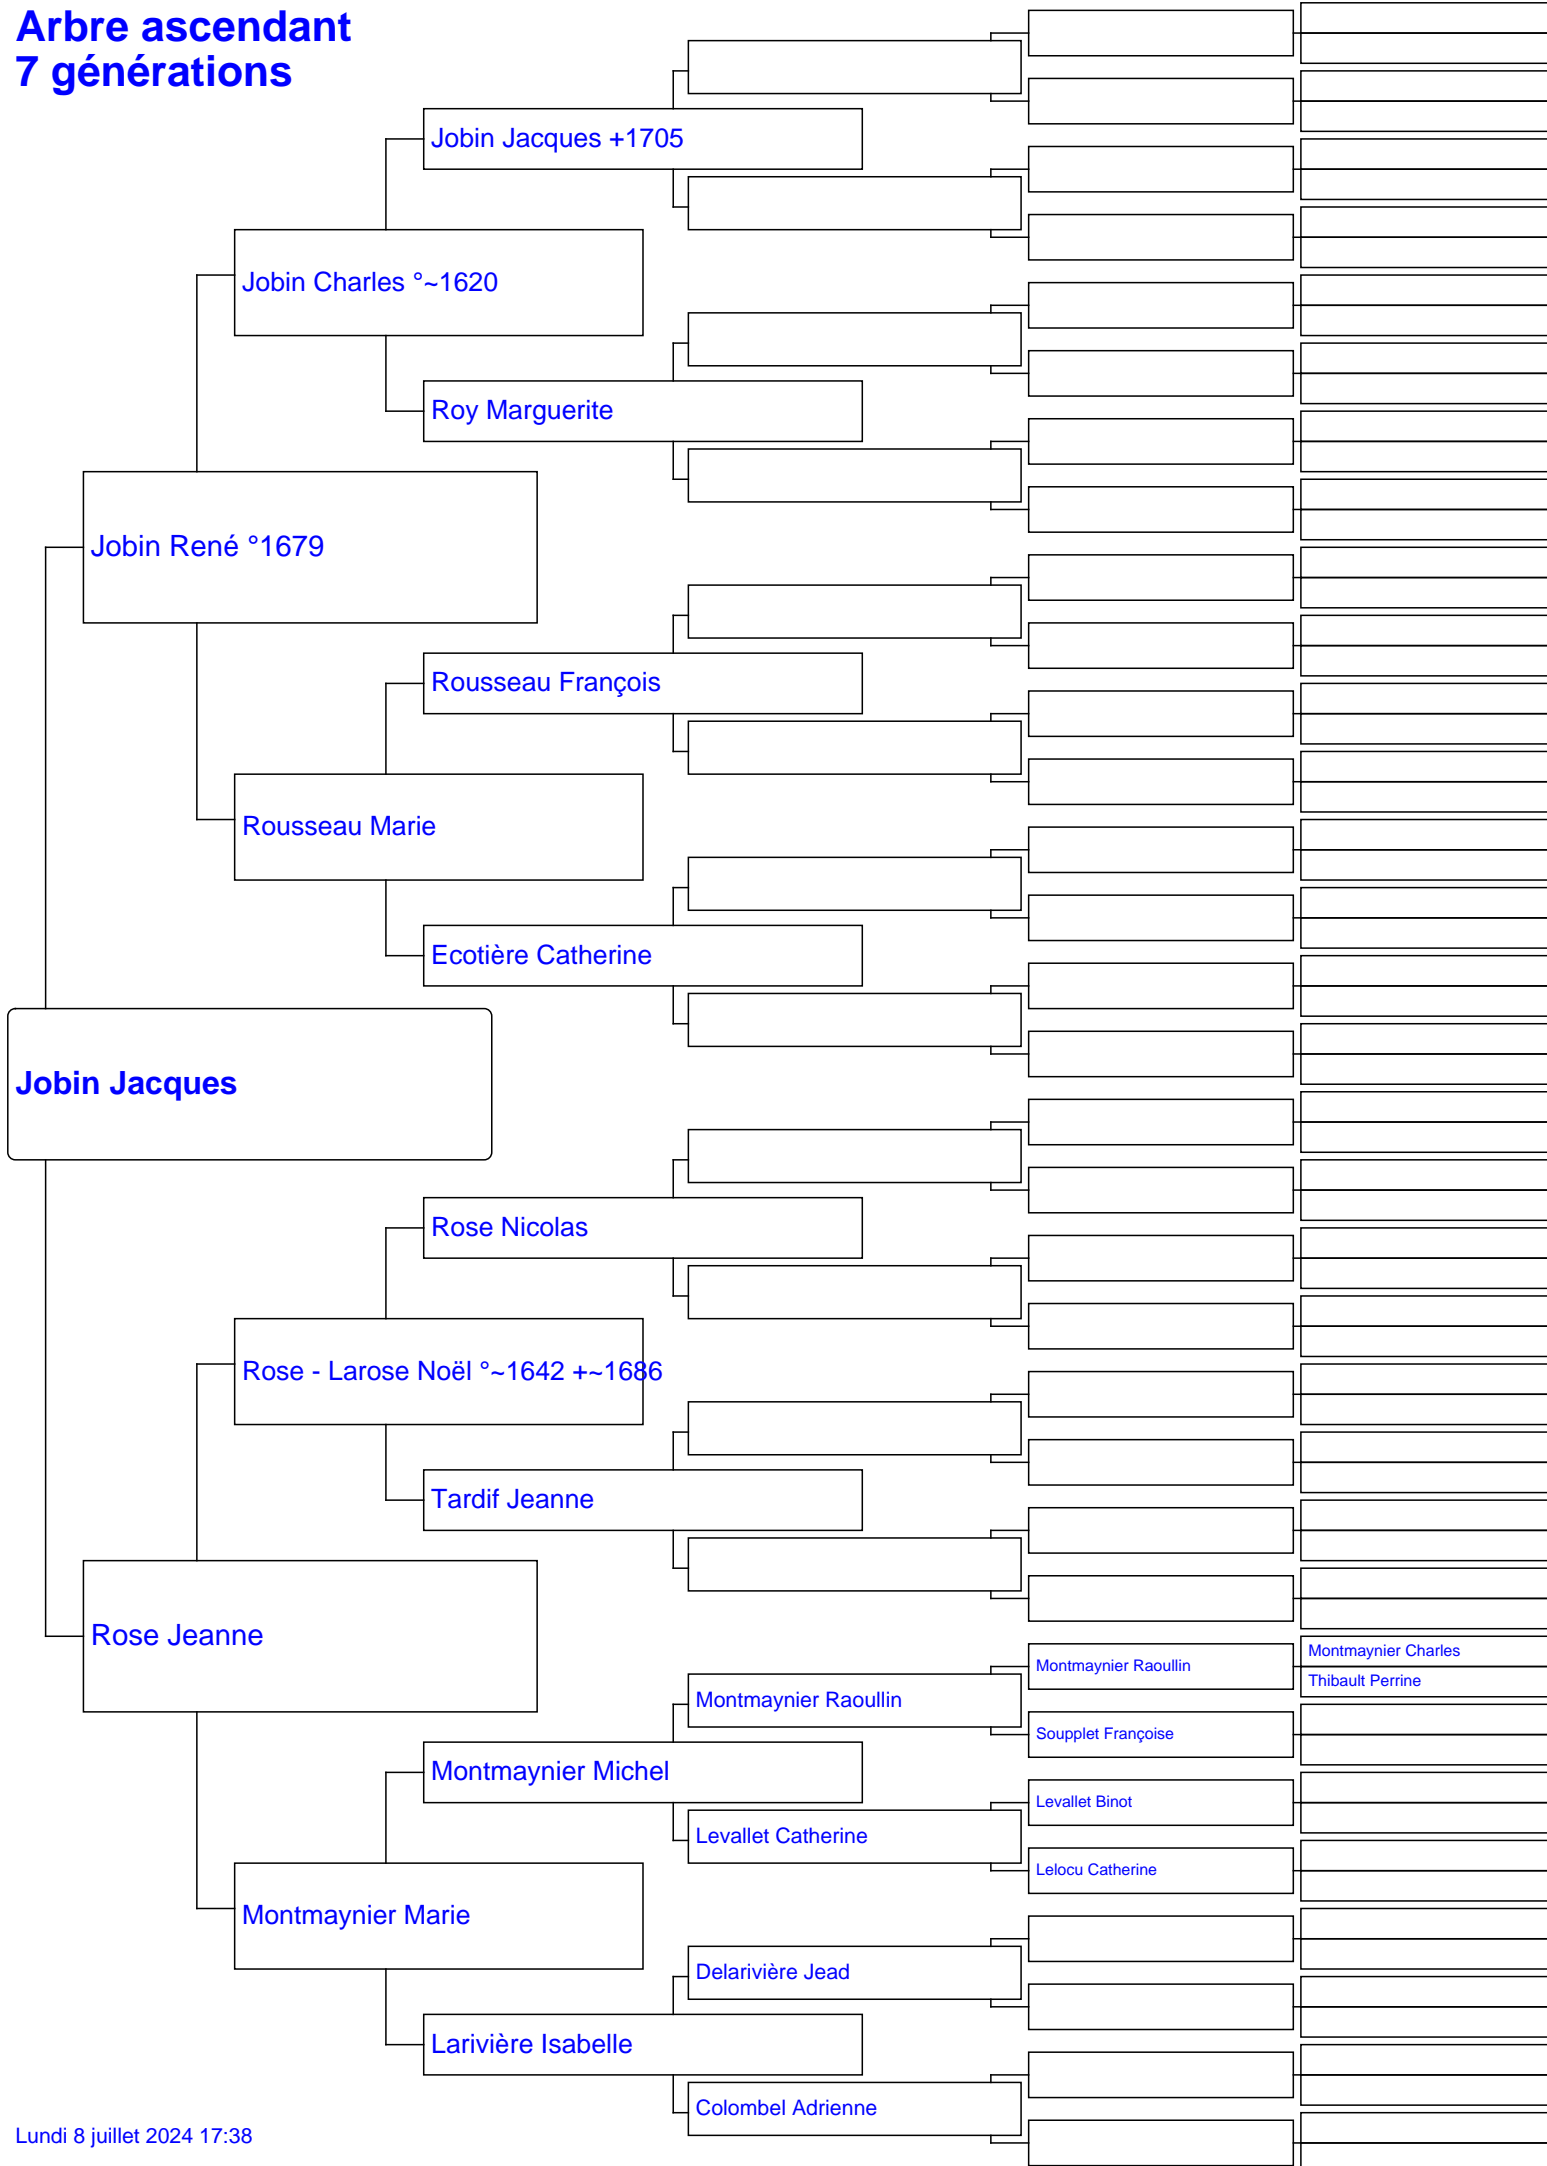 Arbre ascendant
7 générations
Jobin Jacques +1705
Jobin Charles °~1620
Roy Marguerite
Jobin René °1679
Rousseau François
Rousseau Marie
Ecotière Catherine
Jobin Jacques
Rose Nicolas
Rose - Larose Noël °~1642 +~1686
Tardif Jeanne
Rose Jeanne
Montmaynier Charles
Montmaynier Raoullin
Thibault Perrine
Montmaynier Raoullin
Soupplet Françoise
Montmaynier Michel
Levallet Binot
Levallet Catherine
Lelocu Catherine
Montmaynier Marie
Delarivière Jead
Larivière Isabelle
Colombel Adrienne
Lundi 8 juillet 2024 17:38